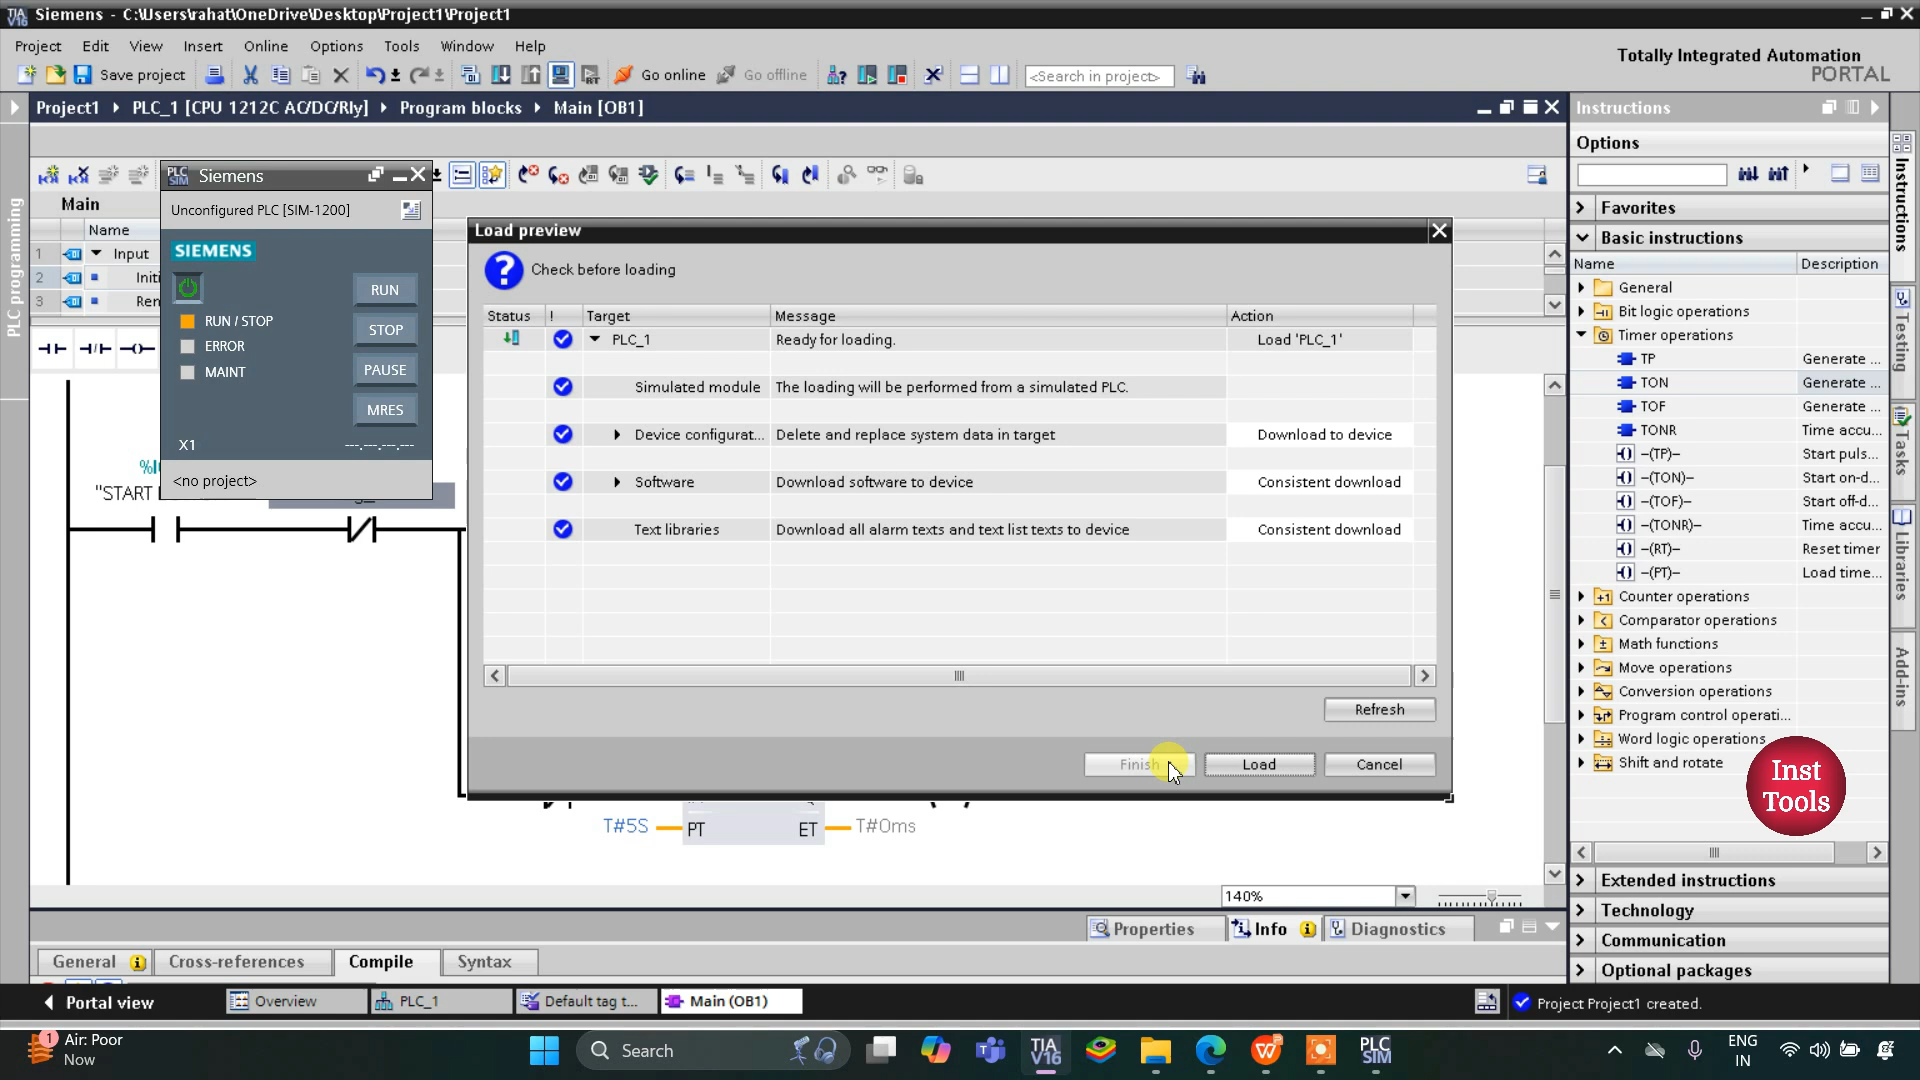 Siemens - C:\Users\rahat\OneDrive\Desktop\Project1\Project1
Project Edit View Insert Online Options Tools Window Help
Totally Integrated Automation
PORTAL
Save project
Go online
Go offline
<Search in project>
Project1 PLC_1 [CPU 1212C AC/DC/Rly] Program blocks Main [OB1]
Instructions
Options
Siemens
Unconfigured PLC [SIM-1200]
SIEMENS
RUN
RUN / STOP
STOP
ERROR
MAINT
PAUSE
MRES
X1
<no project>
PLC programming
Main
Name
1 Input
2 Initi
3 Ren
"START
Load preview
Check before loading
Status ! Target Message Action
PLC_1 Ready for loading. Load 'PLC_1'
Simulated module The loading will be performed from a simulated PLC.
Device configurat... Delete and replace system data in target Download to device
Software Download software to device Consistent download
Text libraries Download all alarm texts and text list texts to device Consistent download
Refresh
Finish Load Cancel
T#5S PT ET T#0ms
140%
Favorites
Basic instructions
Name Description
General
Bit logic operations
Timer operations
TP Generate ...
TON Generate ...
TOF Generate ...
TONR Time accu...
-(TP)- Start puls...
-(TON)- Start on-d...
-(TOF)- Start off-d...
-(TONR)- Time accu...
-(RT)- Reset timer
-(PT)- Load time...
Counter operations
Comparator operations
Math functions
Move operations
Conversion operations
Program control operati...
Word logic operations
Shift and rotate
Extended instructions
Technology
Communication
Optional packages
Instructions
Testing
Tasks
Libraries
Add-ins
Inst
Tools
Properties Info Diagnostics
General Cross-references Compile Syntax
Portal view Overview PLC_1 Default tag t... Main (OB1)
Project Project1 created.
1
Air: Poor
Now
Search
TIA
V16
PLC
SIM
ENG
IN